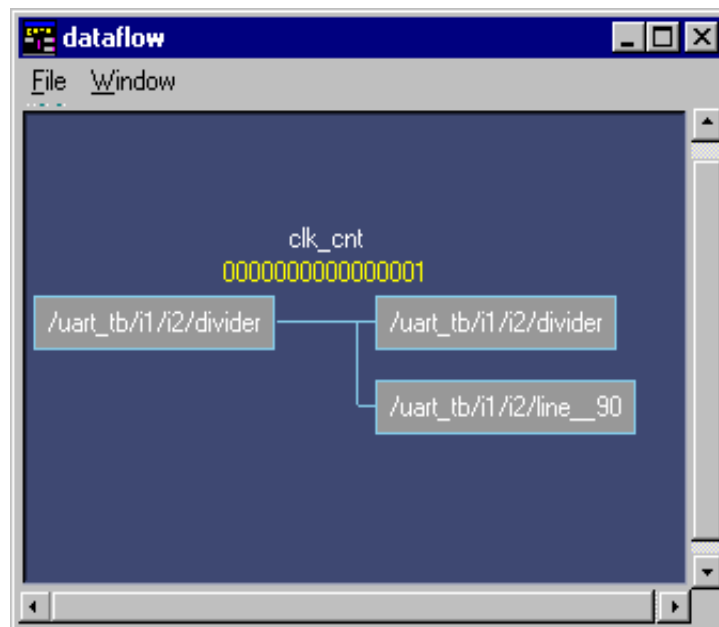 dataflow
File Window
clk_cnt
0000000000000001
/uart_tb/i1/i2/divider /uart_tb/i1/i2/divider
/uart_tb/i1/i2/line__90